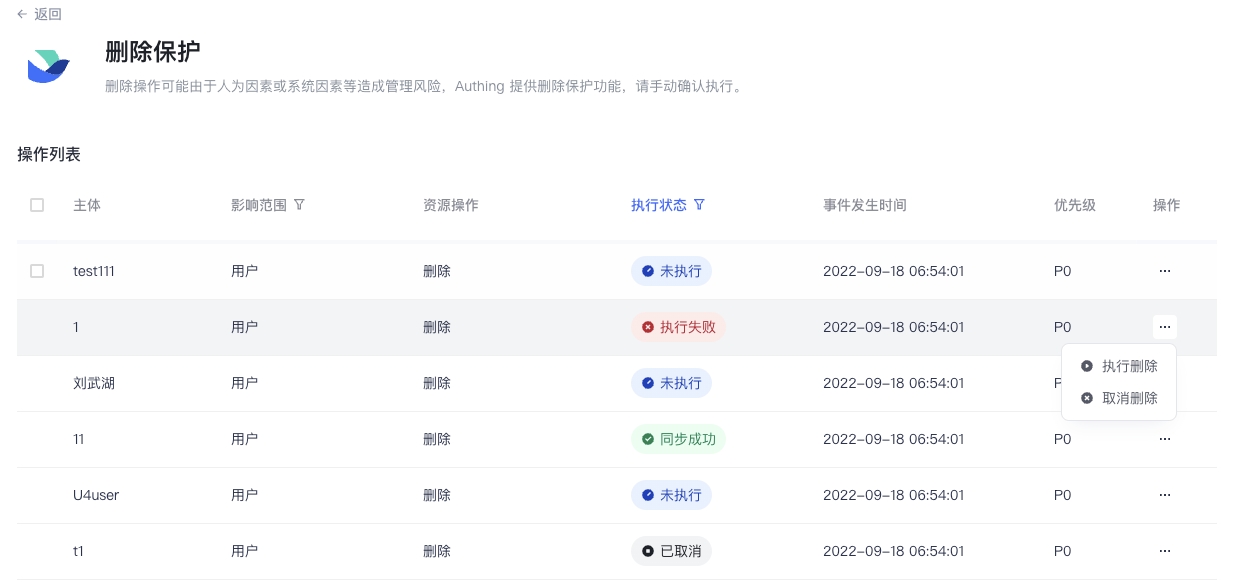 ← 返回
删除保护
删除操作可能由于人为因素或系统因素等造成管理风险，Authing 提供删除保护功能，请手动确认执行。
操作列表
主体 影响范围 资源操作 执行状态 事件发生时间 优先级 操作
test111 用户 删除 未执行 2022-09-18 06:54:01 P0 ···
1 用户 删除 执行失败 2022-09-18 06:54:01 P0 ···
执行删除
刘武湖 用户 删除 未执行 2022-09-18 06:54:01
取消删除
11 用户 删除 同步成功 2022-09-18 06:54:01 P0 ···
U4user 用户 删除 未执行 2022-09-18 06:54:01 P0 ···
t1 用户 删除 已取消 2022-09-18 06:54:01 P0 ···